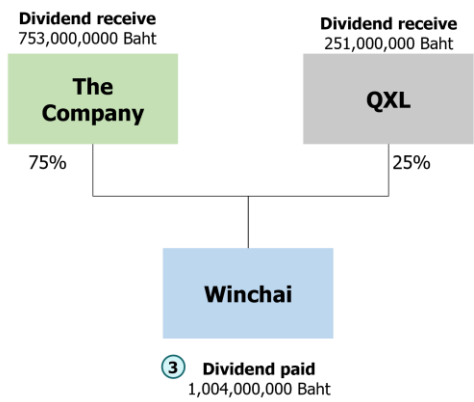 Dividend receive
753,000,0000 Baht
Dividend receive
251,000,000 Baht
The
Company
QXL
75%
25%
Winchai
3 Dividend paid
1,004,000,000 Baht